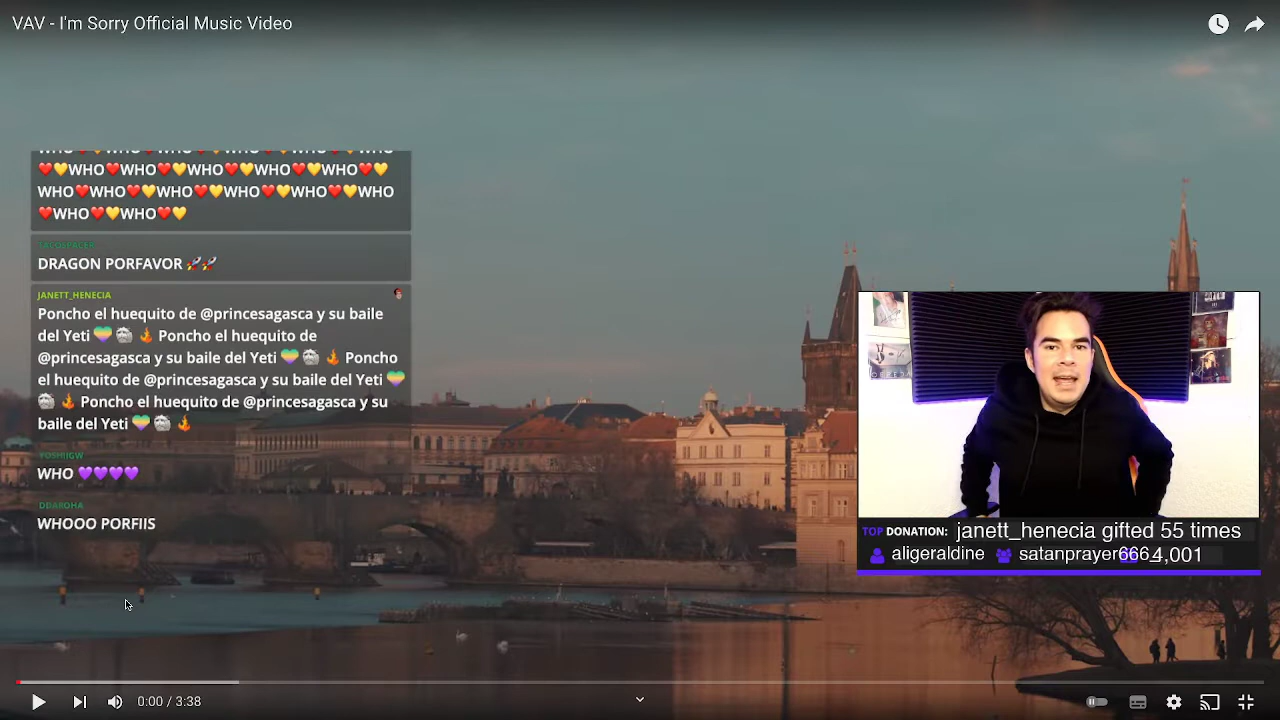 VAV - I'm Sorry Official Music Video
❤️💛WHO❤️WHO❤️💛WHO❤️WHO❤️💛WHO❤️💛
WHO❤️WHO❤️💛WHO❤️💛WHO❤️💛WHO❤️💛WHO
❤️WHO❤️💛WHO❤️💛
DRAGON PORFAVOR 🚀🚀
JANETT_HENECIA
Poncho el huequito de @princesagasca y su baile
del Yeti
Poncho el huequito de
@princesagasca y su baile del Yeti
Poncho
el huequito de @princesagasca y su baile del Yeti
Poncho el huequito de @princesagasca y su
baile del Yeti
YOSHIIGW
WHO 💜💜💜💜
DDAROHA
WHOOO PORFIIS
TOP DONATION: janett_henecia gifted 55 times
aligeraldine satanprayer666 4,001
0:00 / 3:38